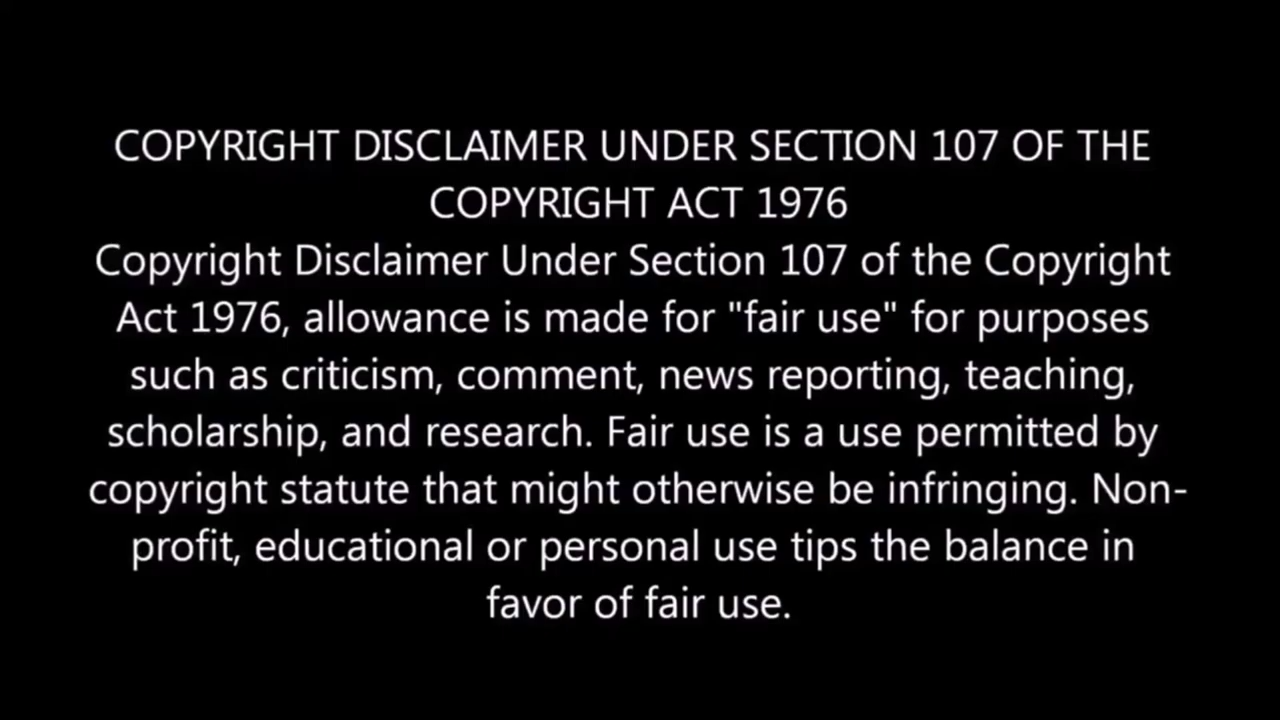 COPYRIGHT DISCLAIMER UNDER SECTION 107 OF THE
COPYRIGHT ACT 1976
Copyright Disclaimer Under Section 107 of the Copyright
Act 1976, allowance is made for "fair use" for purposes
such as criticism, comment, news reporting, teaching,
scholarship, and research. Fair use is a use permitted by
copyright statute that might otherwise be infringing. Non-
profit, educational or personal use tips the balance in
favor of fair use.